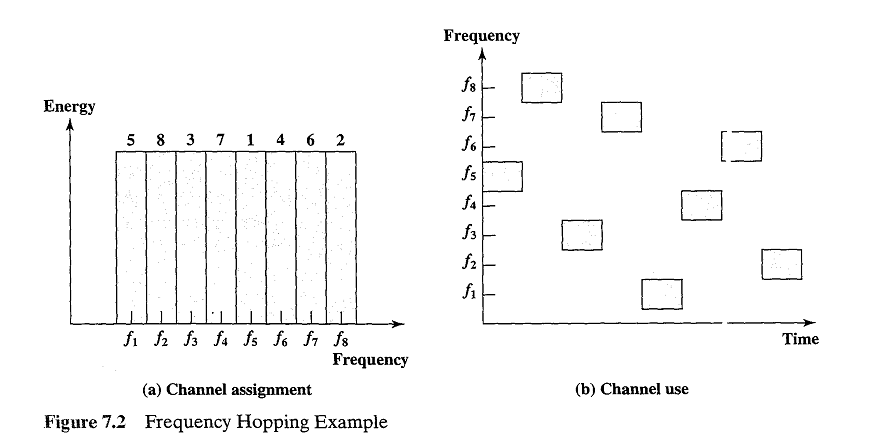 Energy
5 8 3 7 1 4 6 2
f1 f2 f3 f4 f5 f6 f7 f8
Frequency
(a) Channel assignment
Frequency
f8
f7
f6
f5
f4
f3
f2
f1
Time
(b) Channel use
Figure 7.2 Frequency Hopping Example